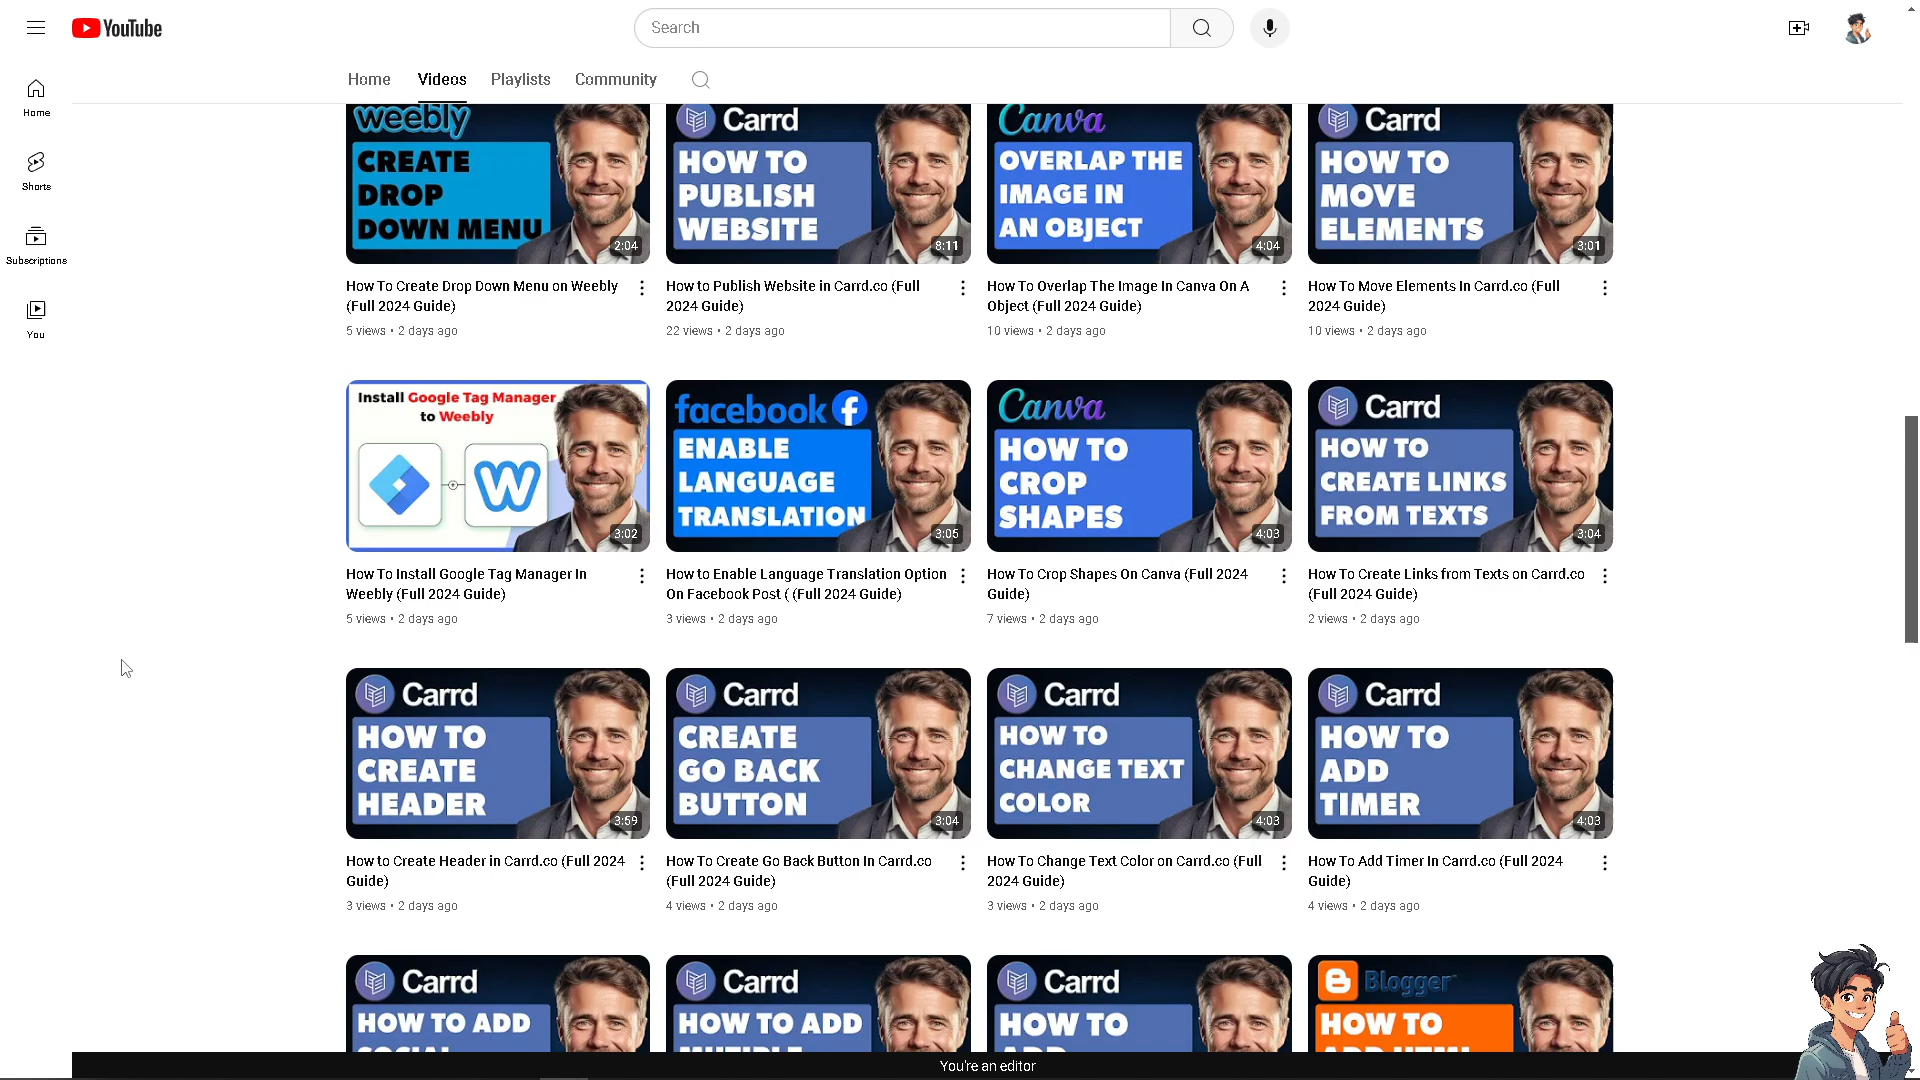 YouTube
Search
Home
Videos
Playlists
Community
Home
Shorts
Subscriptions
You
weebly
CREATE
DROP
DOWN MENU
2:04
Carrd
HOW TO
PUBLISH
WEBSITE
8:11
Canva
OVERLAP THE
IMAGE IN
AN OBJECT
4:04
Carrd
HOW TO
MOVE
ELEMENTS
3:01
How To Create Drop Down Menu on Weebly
(Full 2024 Guide)
5 views • 2 days ago
How to Publish Website in Carrd.co (Full
2024 Guide)
22 views • 2 days ago
How To Overlap The Image In Canva On A
Object (Full 2024 Guide)
10 views • 2 days ago
How To Move Elements In Carrd.co (Full
2024 Guide)
10 views • 2 days ago
Install Google Tag Manager
to Weebly
3:02
facebook
ENABLE
LANGUAGE
TRANSLATION
3:05
Canva
HOW TO
CROP
SHAPES
4:03
Carrd
HOW TO
CREATE LINKS
FROM TEXTS
3:04
How To Install Google Tag Manager In
Weebly (Full 2024 Guide)
5 views • 2 days ago
How to Enable Language Translation Option
On Facebook Post ( (Full 2024 Guide)
3 views • 2 days ago
How To Crop Shapes On Canva (Full 2024
Guide)
7 views • 2 days ago
How To Create Links from Texts on Carrd.co
(Full 2024 Guide)
2 views • 2 days ago
Carrd
HOW TO
CREATE
HEADER
3:59
Carrd
CREATE
GO BACK
BUTTON
3:04
Carrd
HOW TO
CHANGE TEXT
COLOR
4:03
Carrd
HOW TO
ADD
TIMER
4:03
How to Create Header in Carrd.co (Full 2024
Guide)
3 views • 2 days ago
How To Create Go Back Button In Carrd.co
(Full 2024 Guide)
4 views • 2 days ago
How To Change Text Color on Carrd.co (Full
2024 Guide)
3 views • 2 days ago
How To Add Timer In Carrd.co (Full 2024
Guide)
4 views • 2 days ago
Carrd
HOW TO ADD
SOCIAL
Carrd
HOW TO ADD
MUTIPLE
Carrd
HOW TO
ADD
Blogger
HOW TO
ADD HTML
You're an editor